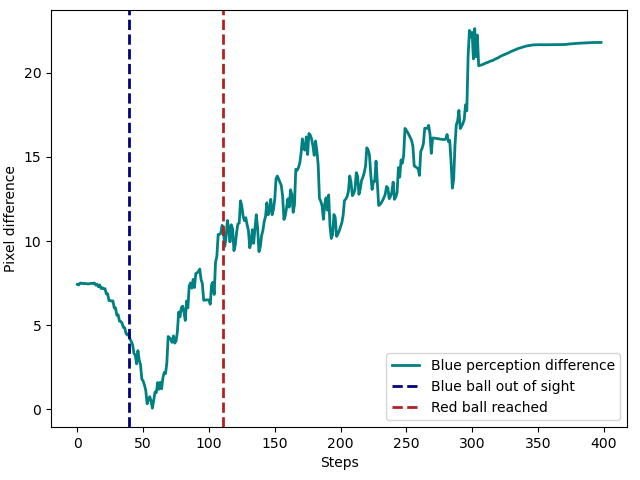 Pixel difference
20
15
10
5
0
Blue perception difference
Blue ball out of sight
Red ball reached
0 50 100 150 200 250 300 350 400
Steps